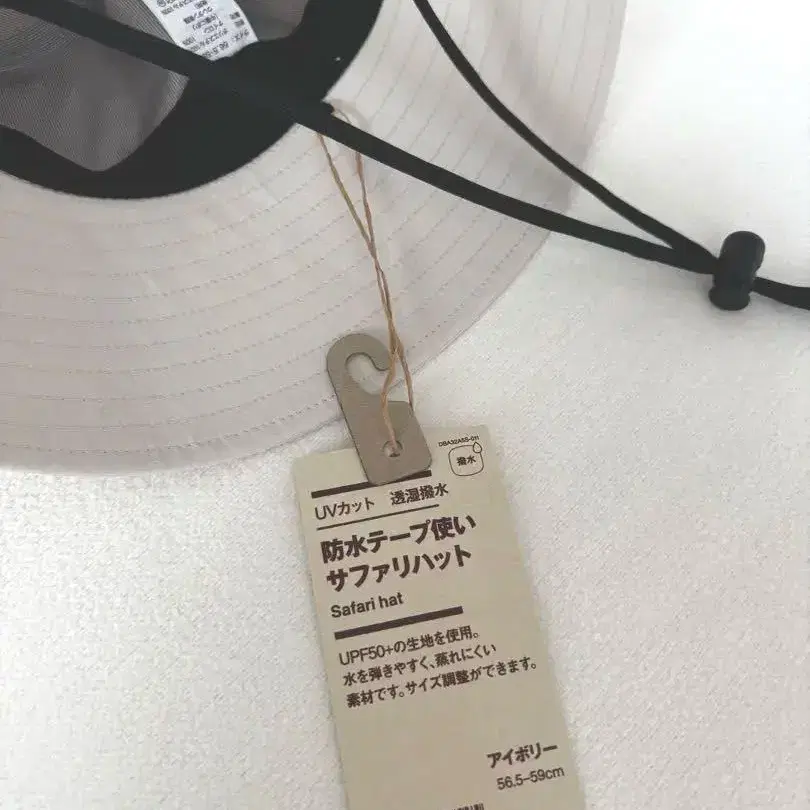 DBA32A5S-011
撥水
UVカット 透湿撥水
防水テープ使い
サファリハット
Safari hat
UPF50+の生地を使用。
水を弾きやすく、蒸れにくい
素材です。サイズ調整ができます。
アイボリー
56.5-59cm